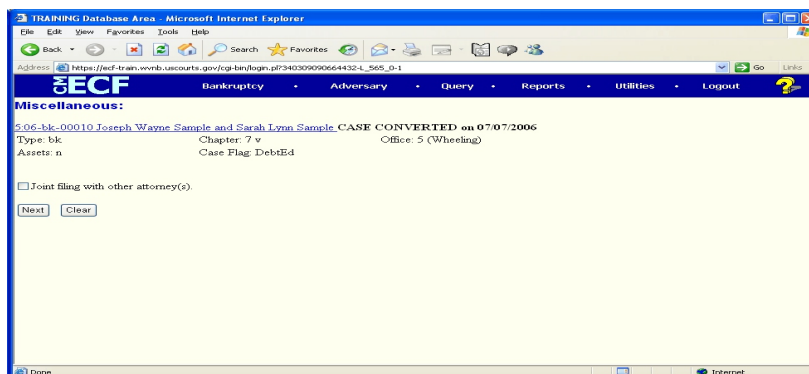 TRAINING Database Area - Microsoft Internet Explorer
File Edit View Favorites Tools Help
Back Search Favorites
Address https://ecf-train.wvnb.uscourts.gov/cgi-bin/login.pl?340309090664432-L_565_0-1 Go Links
CM ECF Bankruptcy • Adversary • Query • Reports • Utilities • Logout ?
Miscellaneous:
5:06-bk-00010 Joseph Wayne Sample and Sarah Lynn Sample CASE CONVERTED on 07/07/2006
Type: bk Chapter: 7 v Office: 5 (Wheeling)
Assets: n Case Flag: DebtEd
Joint filing with other attorney(s).
Next Clear
Done Internet